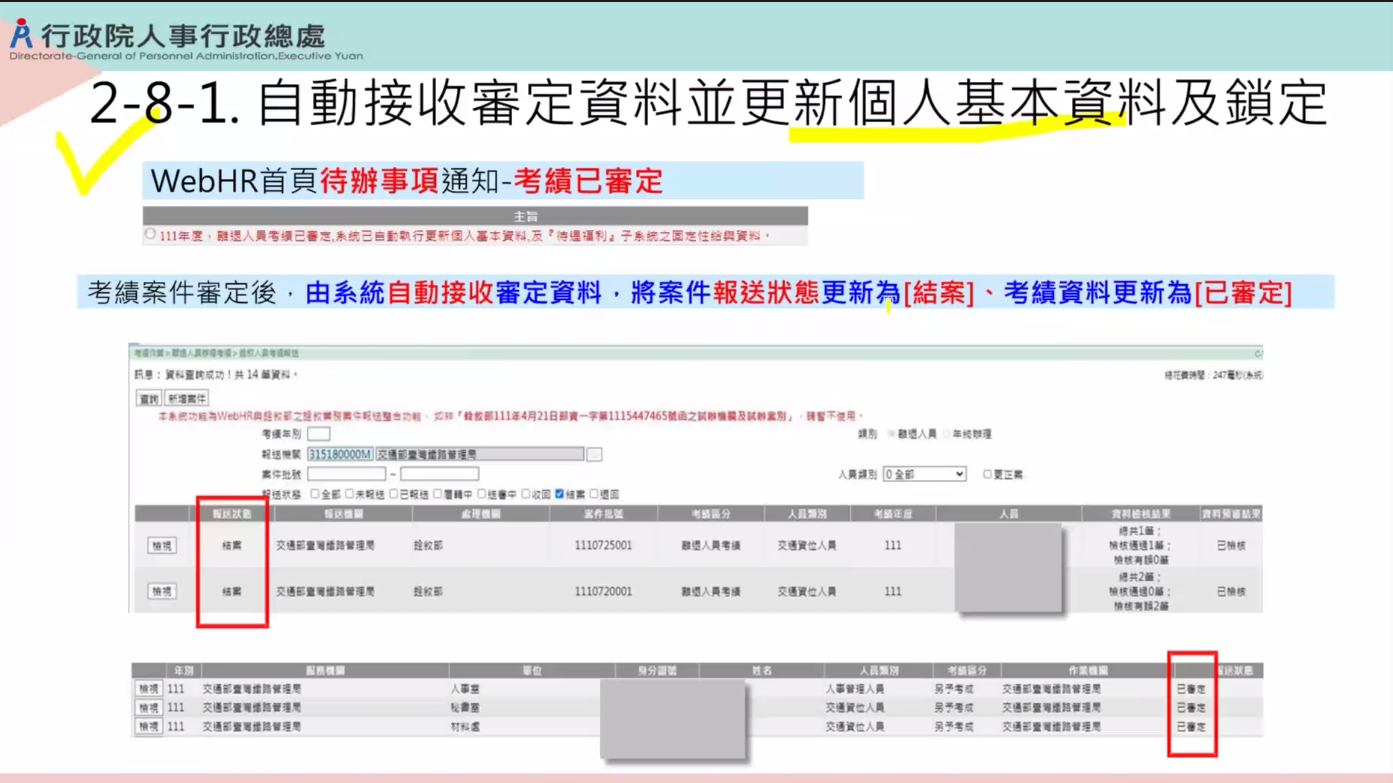 行政院人事行政總處
Directorate-General of Personnel Administration,Executive Yuan
2-8-1. 自動接收審定資料並更新個人基本資料及鎖定
WebHR首頁待辦事項通知-考績已審定
主旨
111年度，離退人員考績已審定,系統已自動執行更新個人基本資料,及『待遇福利』子系統之固定性給與資料。
考績案件審定後，由系統自動接收審定資料，將案件報送狀態更新為[結案]、考績資料更新為[已審定]
考績作業 > 離退人員辦理考績 > 銓敘人員考績報送
訊息： 資料查詢成功！共 14 筆資料。 總花費時間：247毫秒(系統)
查詢 新增案件
本系統功能為WebHR與銓敘部之銓敘業務案件報送整合功能， 如非「銓敘部111年4月21日部資一字第1115447465號函之試辦機關及試辦案別」，請暫不使用。
考績年別 類別 離退人員 年終辦理
報送機關 315180000M 交通部臺灣鐵路管理局 ...
案件批號 ~ 人員類別 0 全部 更正案
報送狀態 全部 未報送 已報送 層轉中 送審中 收回 結案 退回
報送狀態 報送機關 處理機關 案件批號 考績區分 人員類別 考績年度 人員 資料檢核結果 資料預審結果
檢視 結案 交通部臺灣鐵路管理局 銓敘部 1110725001 離退人員考績 交通資位人員 111 總共1筆； 檢核通過1筆； 檢核有誤0筆 已檢核
檢視 結案 交通部臺灣鐵路管理局 銓敘部 1110720001 離退人員考績 交通資位人員 111 總共2筆； 檢核通過0筆； 檢核有誤2筆 已檢核
年別 服務機關 單位 身分證號 姓名 人員類別 考績區分 作業機關 報送狀態
檢視 111 交通部臺灣鐵路管理局 人事室 人事管理人員 另予考成 交通部臺灣鐵路管理局 已審定
檢視 111 交通部臺灣鐵路管理局 秘書室 交通資位人員 另予考成 交通部臺灣鐵路管理局 已審定
檢視 111 交通部臺灣鐵路管理局 材料處 交通資位人員 另予考成 交通部臺灣鐵路管理局 已審定